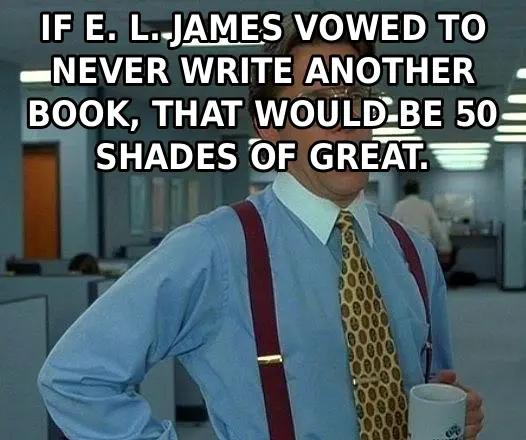 IF E. L. JAMES VOWED TO
NEVER WRITE ANOTHER
BOOK, THAT WOULD BE 50
SHADES OF GREAT.